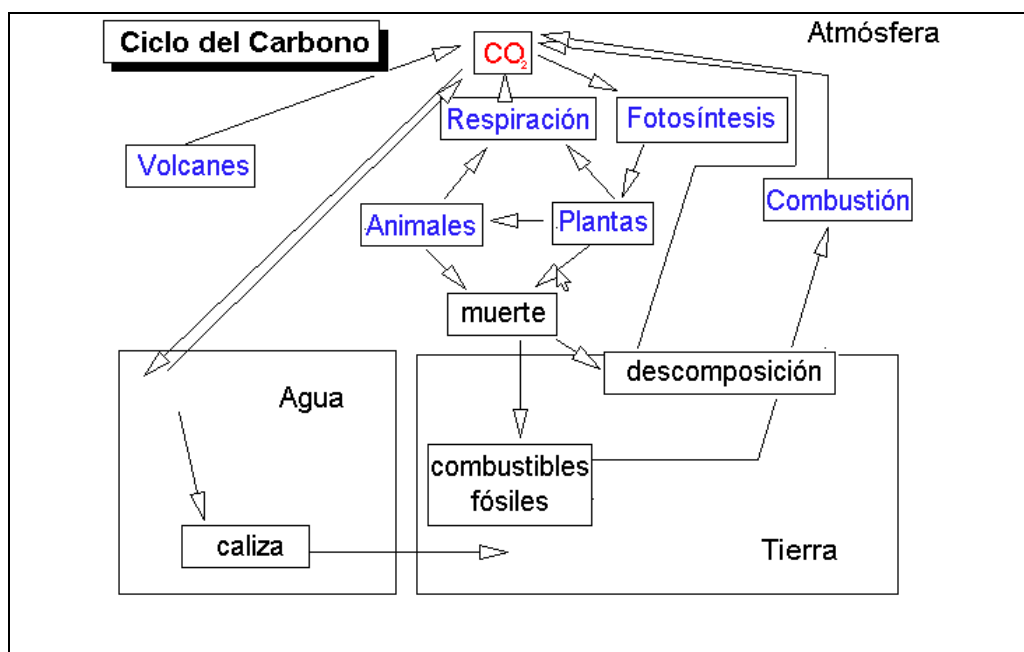 Ciclo del Carbono
Atmósfera
CO₂
Respiración
Fotosíntesis
Volcanes
Combustión
Animales
Plantas
muerte
descomposición
Agua
combustibles
fósiles
caliza
Tierra